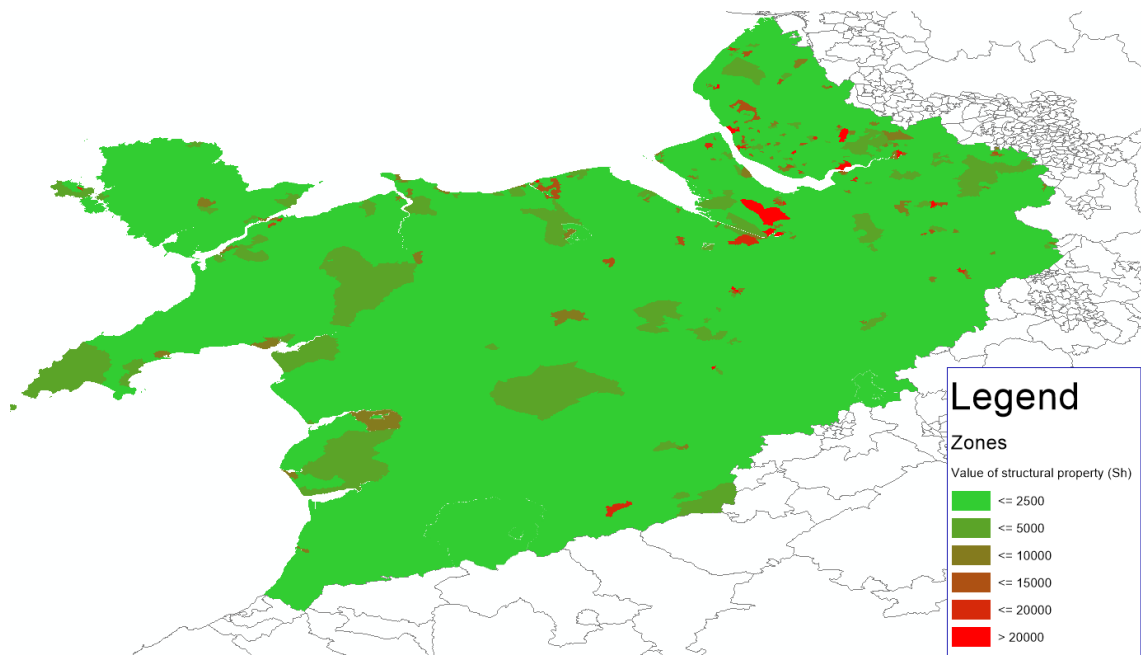 Legend
Zones
Value of structural property (Sh)
<= 2500
<= 5000
<= 10000
<= 15000
<= 20000
> 20000